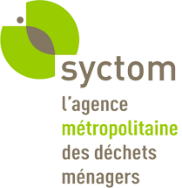 syctom
l'agence
métropolitaine
des déchets
ménagers